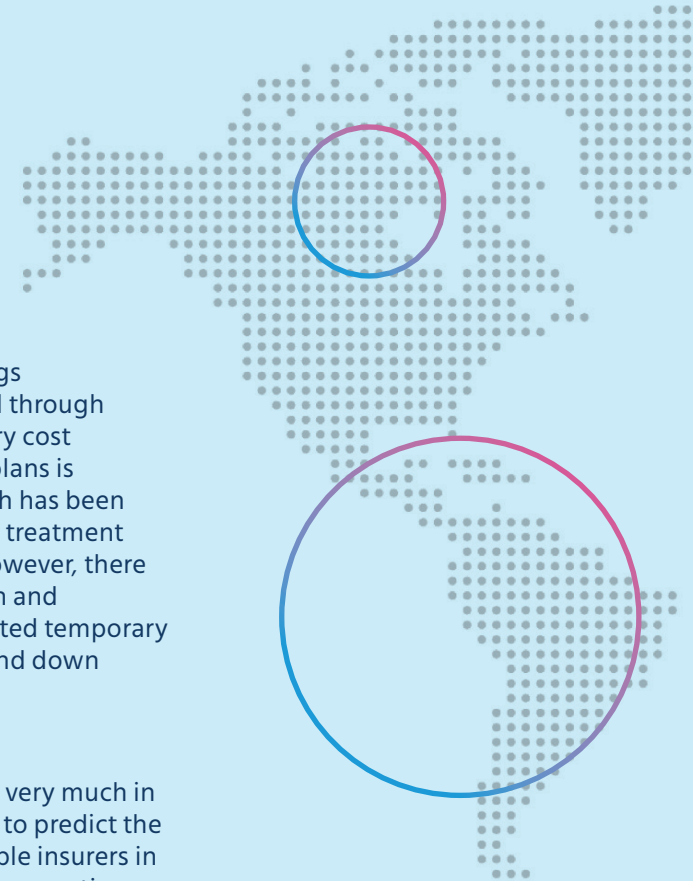 gs
l through
ry cost
plans is
h has been
treatment
owever, there
n and
ted temporary
nd down
very much in
to predict the
ble insurers in